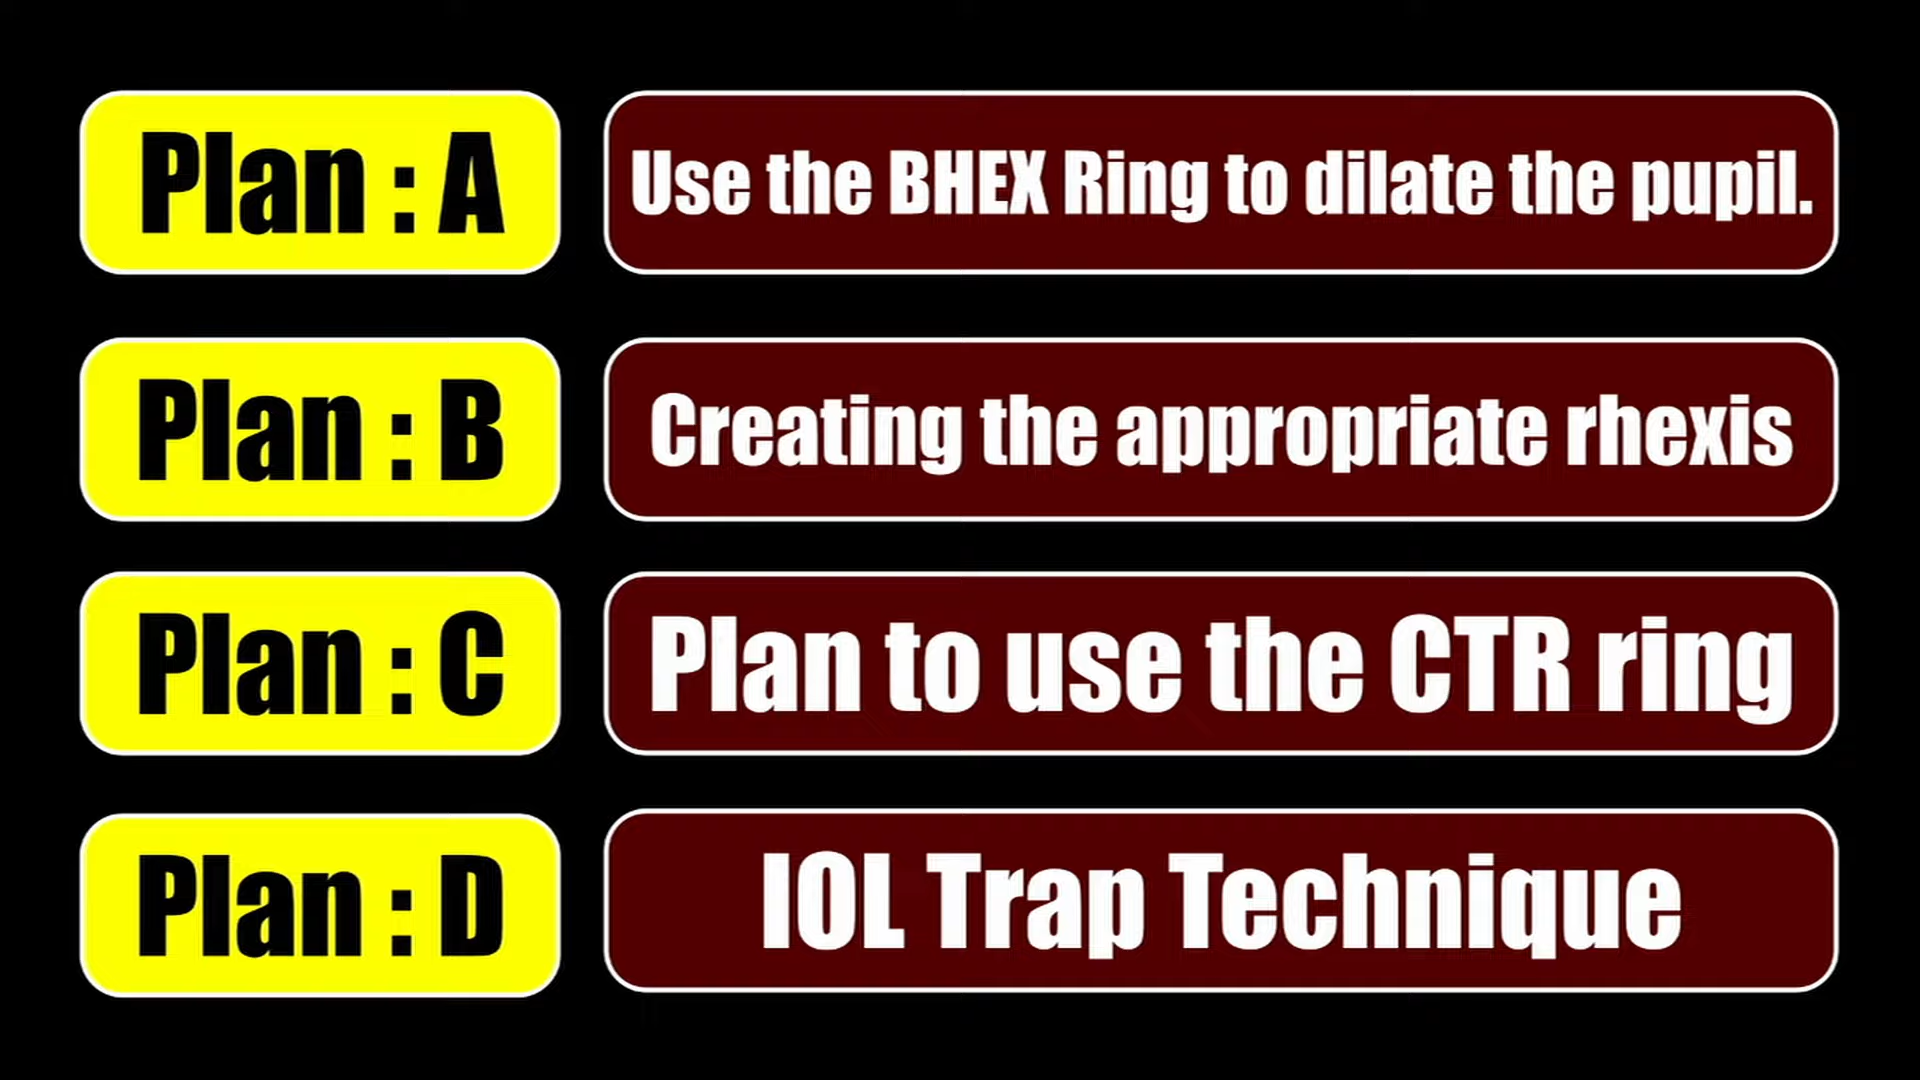 Plan : A
Use the BHEX Ring to dilate the pupil.
Plan : B
Creating the appropriate rhexis
Plan : C
Plan to use the CTR ring
Plan : D
IOL Trap Technique